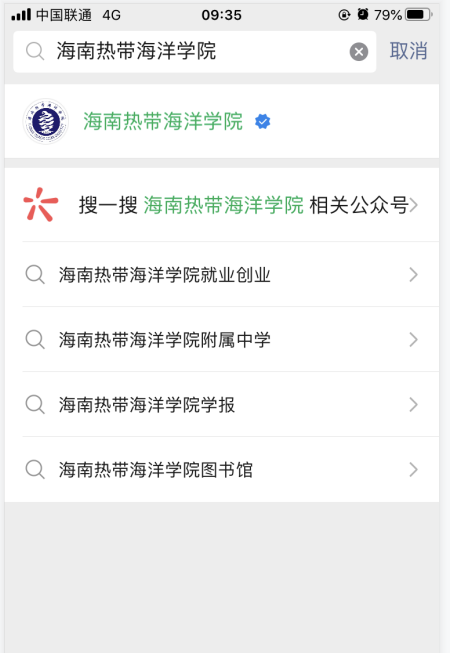 中国联通 4G 09:35 79%
海南热带海洋学院 取消
海南热带海洋学院
搜一搜 海南热带海洋学院 相关公众号
海南热带海洋学院就业创业
海南热带海洋学院附属中学
海南热带海洋学院学报
海南热带海洋学院图书馆